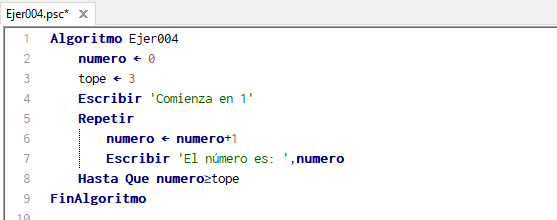 Ejer004.psc* X
1 Algoritmo Ejer004
2 numero ← 0
3 tope ← 3
4 Escribir 'Comienza en 1'
5 Repetir
6 numero ← numero+1
7 Escribir 'El número es: ',numero
8 Hasta Que numero≥tope
9 FinAlgoritmo
10